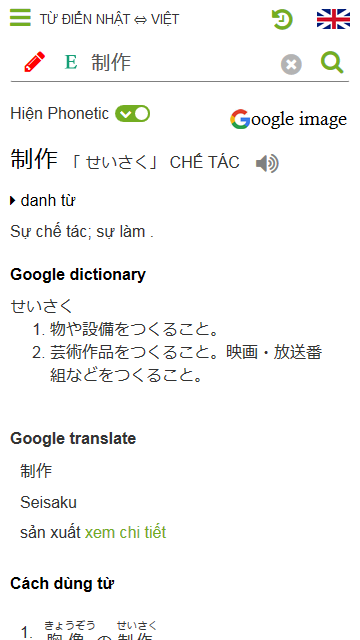 TỪ ĐIỂN NHẬT ⇔ VIỆT
E 制作
Hiện Phonetic
Google image
制作 「 せいさく」 CHẾ TÁC
danh từ
Sự chế tác; sự làm .
Google dictionary
せいさく
1. 物や設備をつくること。
2. 芸術作品をつくること。映画・放送番
組などをつくること。
Google translate
制作
Seisaku
sản xuất xem chi tiết
Cách dùng từ
きょうぞう せいさく
1. 胸像の制作